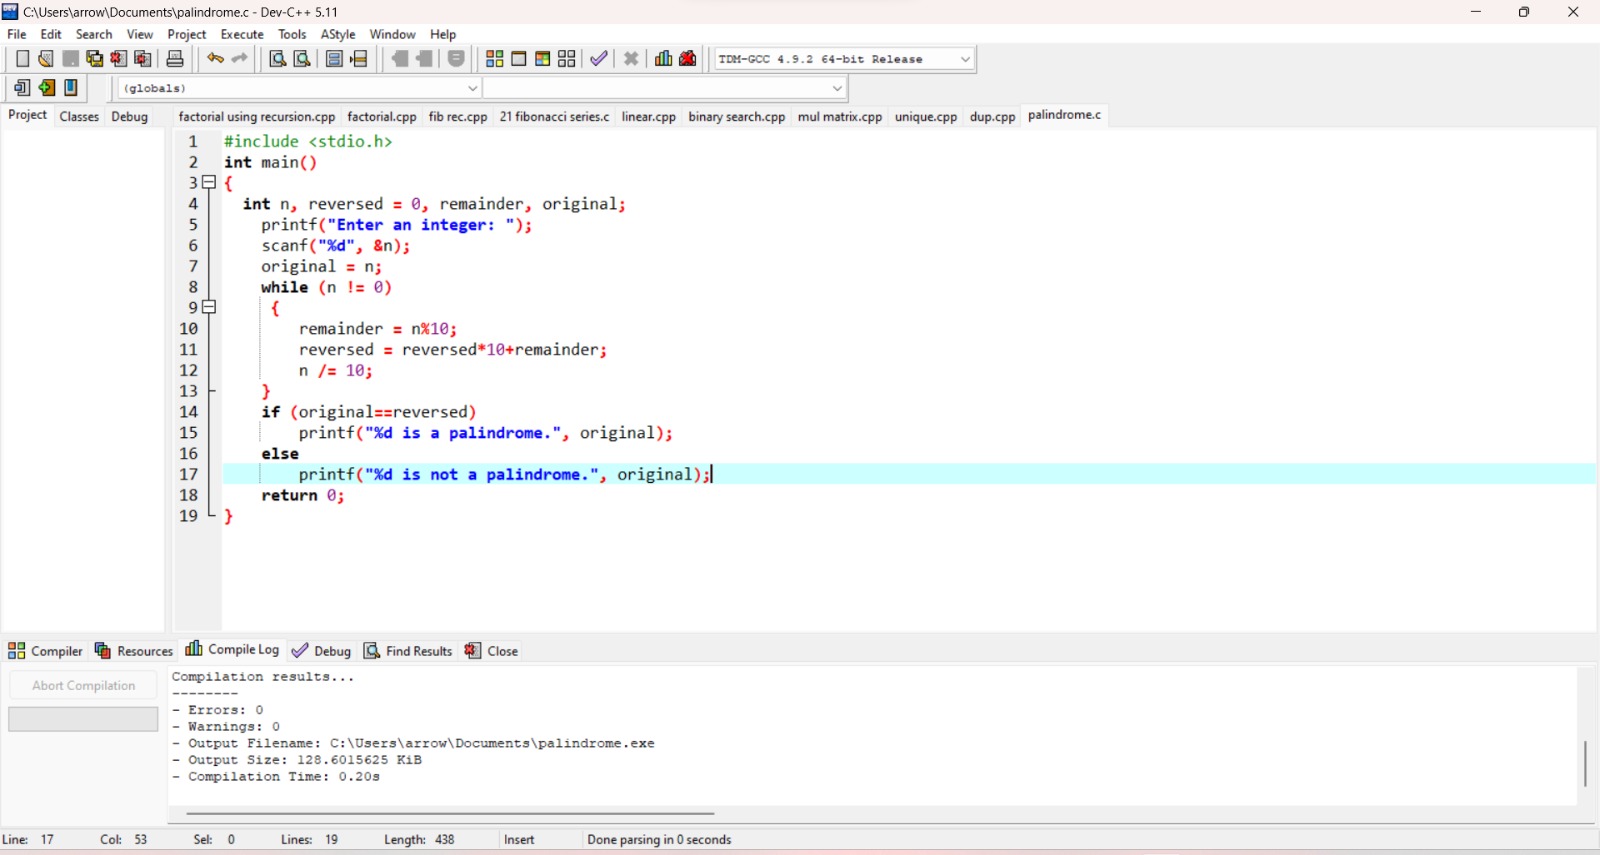 C:\Users\arrow\Documents\palindrome.c - Dev-C++ 5.11
File Edit Search View Project Execute Tools AStyle Window Help
TDM-GCC 4.9.2 64-bit Release
(globals)
Project Classes Debug factorial using recursion.cpp factorial.cpp fib rec.cpp 21 fibonacci series.c linear.cpp binary search.cpp mul matrix.cpp unique.cpp dup.cpp palindrome.c
1 #include <stdio.h>
2 int main()
3 {
4 int n, reversed = 0, remainder, original;
5 printf("Enter an integer: ");
6 scanf("%d", &n);
7 original = n;
8 while (n != 0)
9 {
10 remainder = n%10;
11 reversed = reversed*10+remainder;
12 n /= 10;
13 }
14 if (original==reversed)
15 printf("%d is a palindrome.", original);
16 else
17 printf("%d is not a palindrome.", original);
18 return 0;
19 }
Compiler Resources Compile Log Debug Find Results Close
Abort Compilation
Compilation results...
--------
- Errors: 0
- Warnings: 0
- Output Filename: C:\Users\arrow\Documents\palindrome.exe
- Output Size: 128.6015625 KiB
- Compilation Time: 0.20s
Line: 17 Col: 53 Sel: 0 Lines: 19 Length: 438 Insert Done parsing in 0 seconds